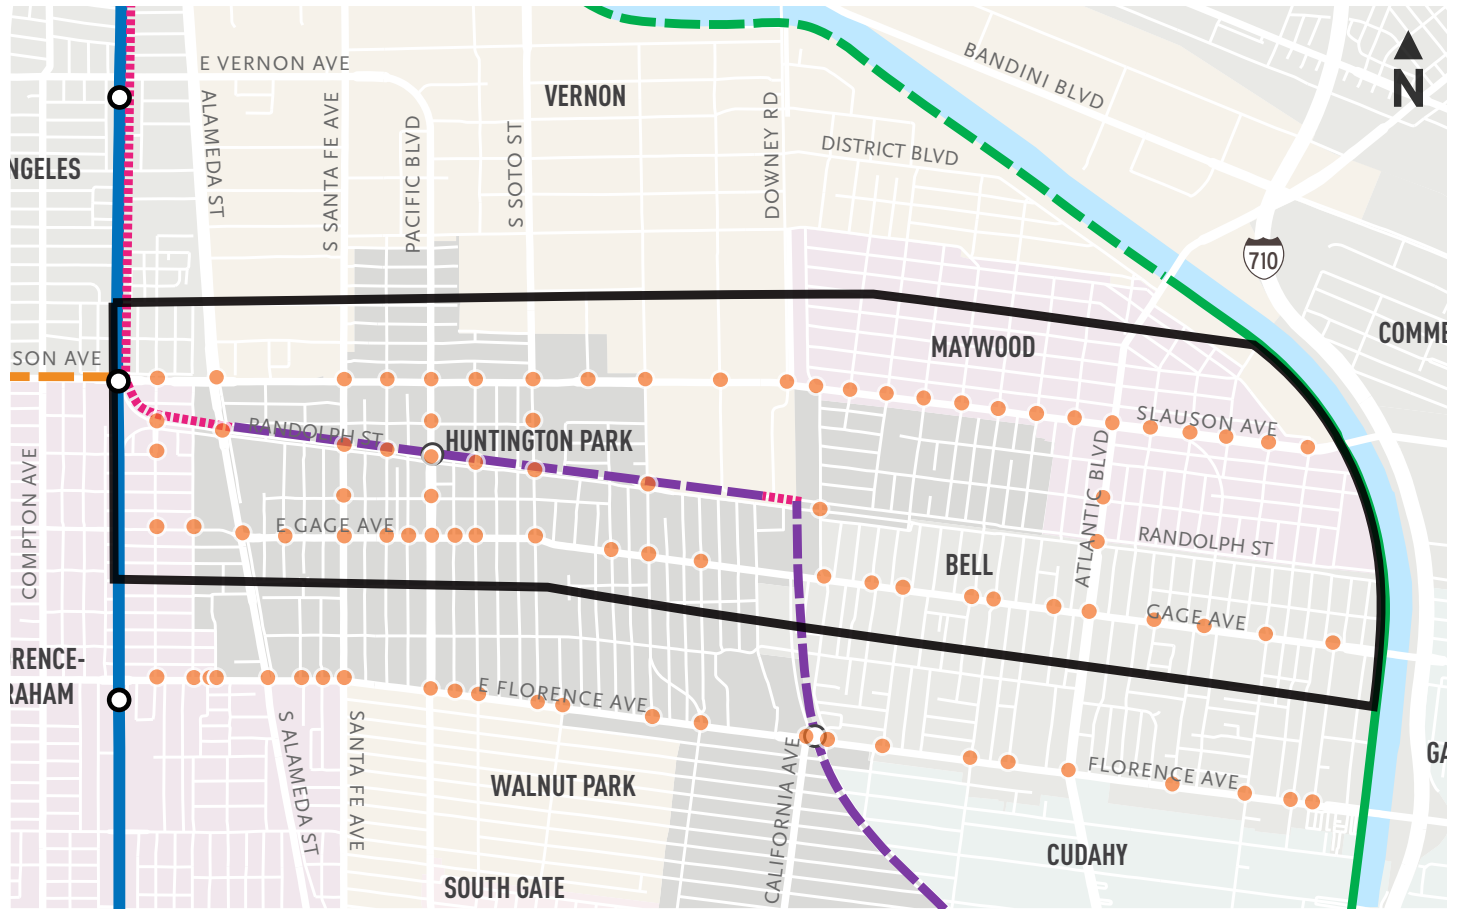 BANDINI BLVD
E VERNON AVE
VERNON
N
ALAMEDA ST
S SANTA FE AVE
PACIFIC BLVD
S SOTO ST
DOWNEY RD
DISTRICT BLVD
NGELES
710
COMME
MAYWOOD
SON AVE
SLAUSON AVE
RANDOLPH ST
HUNTINGTON PARK
COMPTON AVE
E GAGE AVE
ATLANTIC BLVD
RANDOLPH ST
BELL
GAGE AVE
RENCE-
RAHAM
E FLORENCE AVE
S ALAMEDA ST
SANTA FE AVE
CALIFORNIA AVE
GA
FLORENCE AVE
WALNUT PARK
CUDAHY
SOUTH GATE